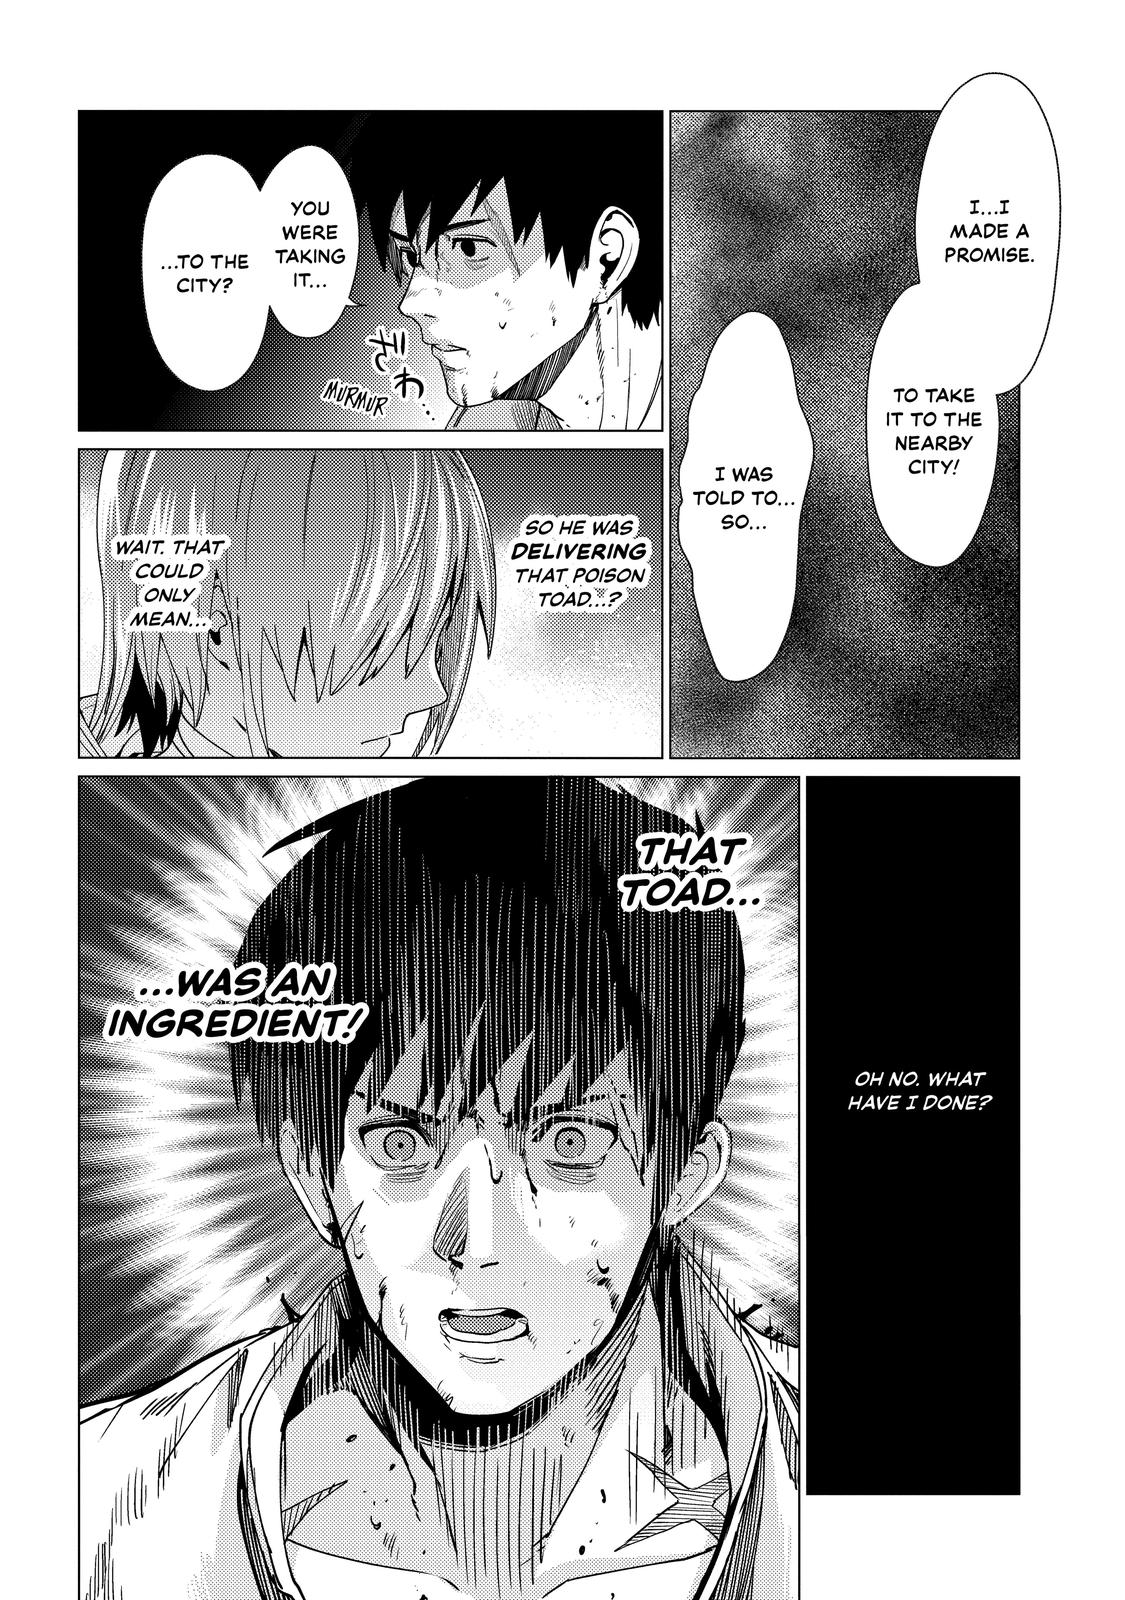 I...I
MADE A
PROMISE.
TO TAKE
IT TO THE
NEARBY
CITY!
I WAS
TOLD TO...
SO...
YOU
WERE
TAKING
IT...
...TO THE
CITY?
ざわ...
MURMUR
SO HE WAS
DELIVERING
THAT POISON
TOAD...?
WAIT. THAT
COULD
ONLY
MEAN...
OH NO. WHAT
HAVE I DONE?
THAT
TOAD...
...WAS AN
INGREDIENT!